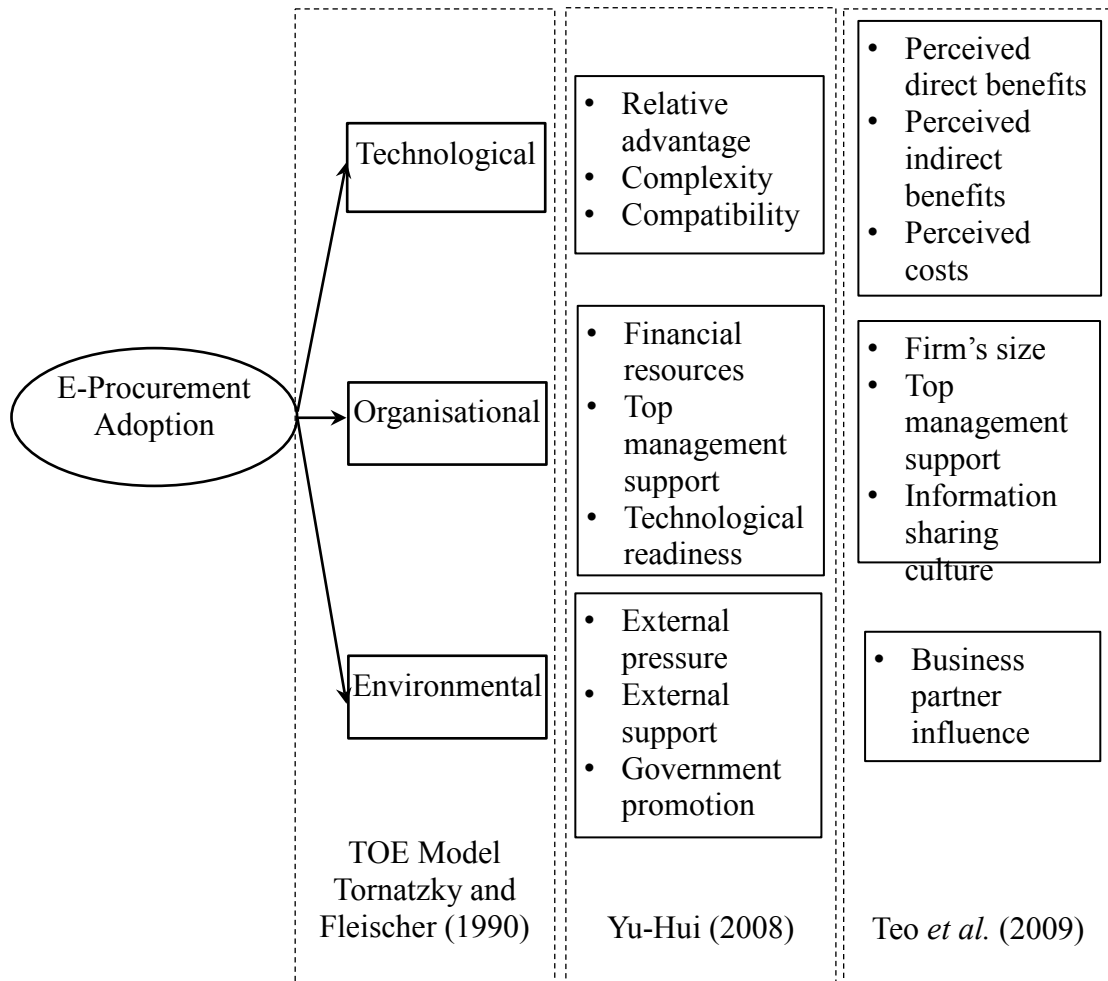 E-Procurement
Adoption
Technological
Organisational
Environmental
TOE Model
Tornatzky and
Fleischer (1990)
• Relative
advantage
• Complexity
• Compatibility
• Financial
resources
• Top
management
support
• Technological
readiness
• External
pressure
• External
support
• Government
promotion
Yu-Hui (2008)
• Perceived
direct benefits
• Perceived
indirect
benefits
• Perceived
costs
• Firm’s size
• Top
management
support
• Information
sharing
culture
• Business
partner
influence
Teo et al. (2009)